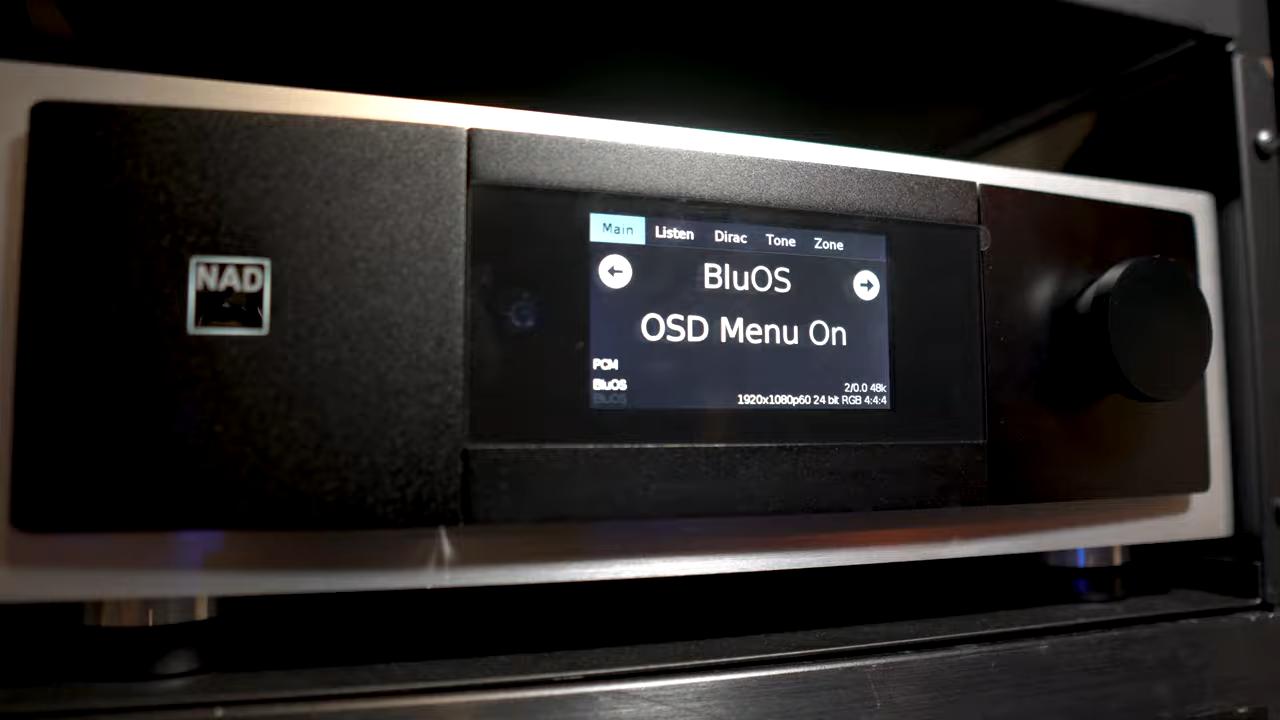 NAD
Main Listen Dirac Tone Zone
BluOS
OSD Menu On
PCM
BluOS
BluOS
2/0.0 48k
1920x1080p60 24 bit RGB 4:4:4